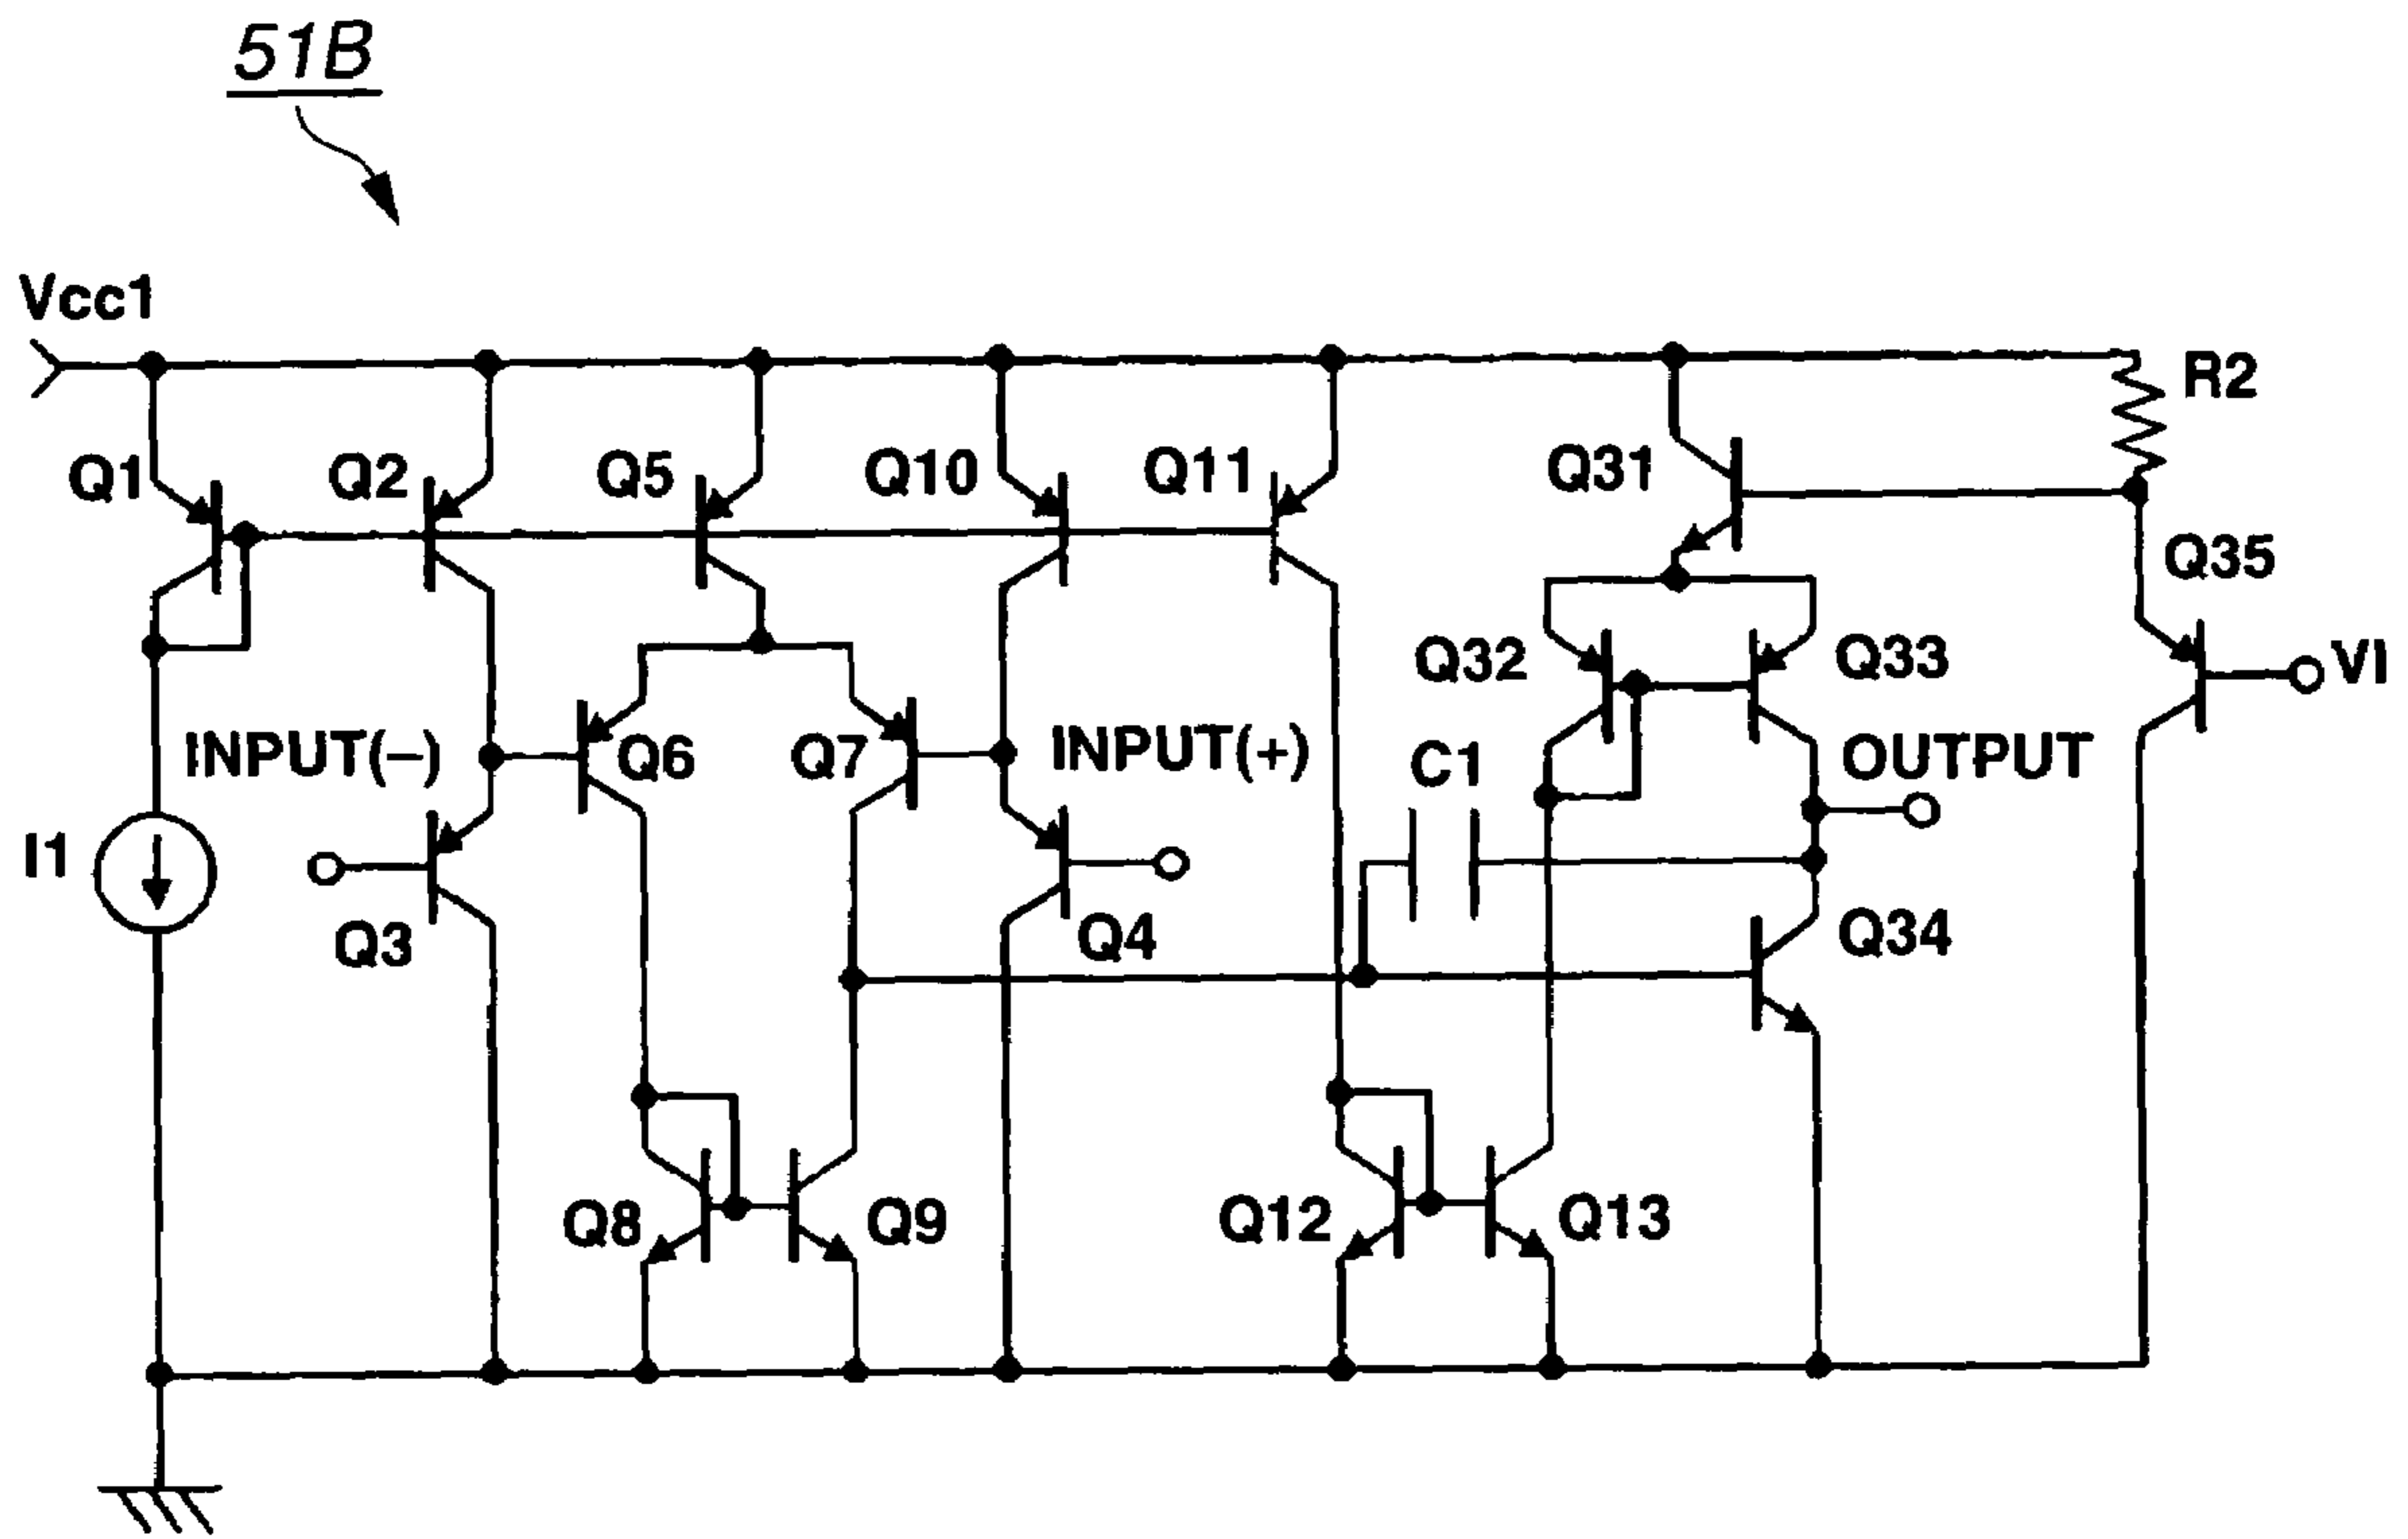 51B
Vcc1
R2
Q1
Q2
Q5
Q10
Q11
Q31
Q35
Q32
Q33
VI
INPUT(−)
Q6
Q7
INPUT(+)
C1
OUTPUT
I1
Q3
Q4
Q34
Q8
Q9
Q12
Q13